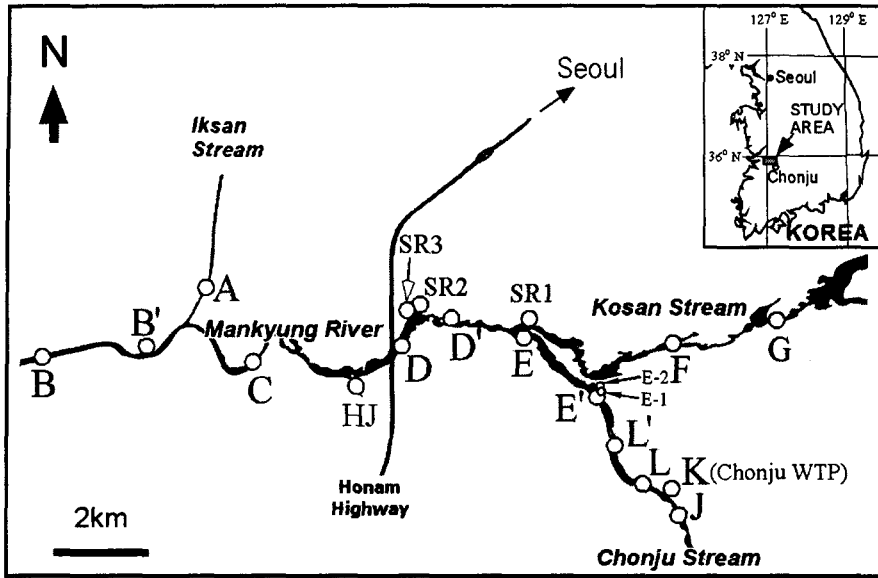 N
Seoul
127° E
129° E
38° N
Seoul
STUDY
AREA
36° N
Chonju
KOREA
Iksan
Stream
A
SR3
SR2
SR1
Kosan Stream
B'
Mankyung River
B
C
HJ
D
D'
E
F
G
E-2
E-1
E'
L'
L
K (Chonju WTP)
J
Honam
Highway
2km
Chonju Stream